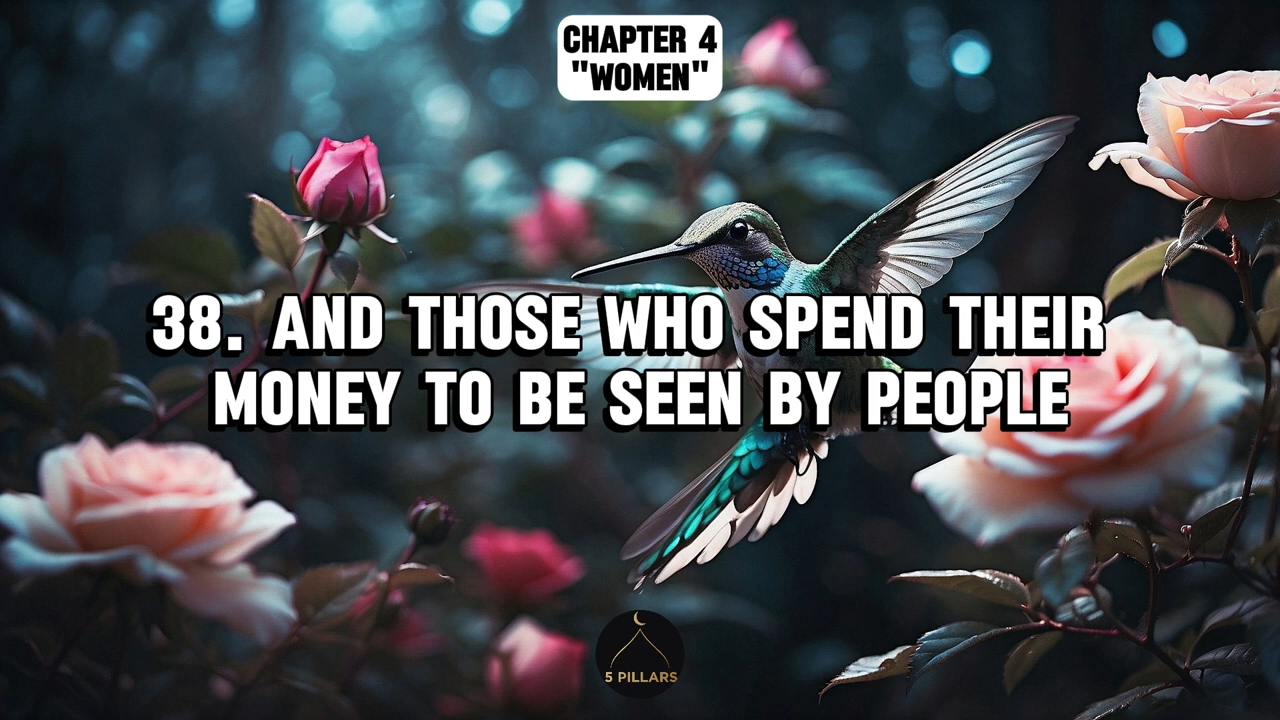 CHAPTER 4
"WOMEN"
38. AND THOSE WHO SPEND THEIR
MONEY TO BE SEEN BY PEOPLE
5 PILLARS